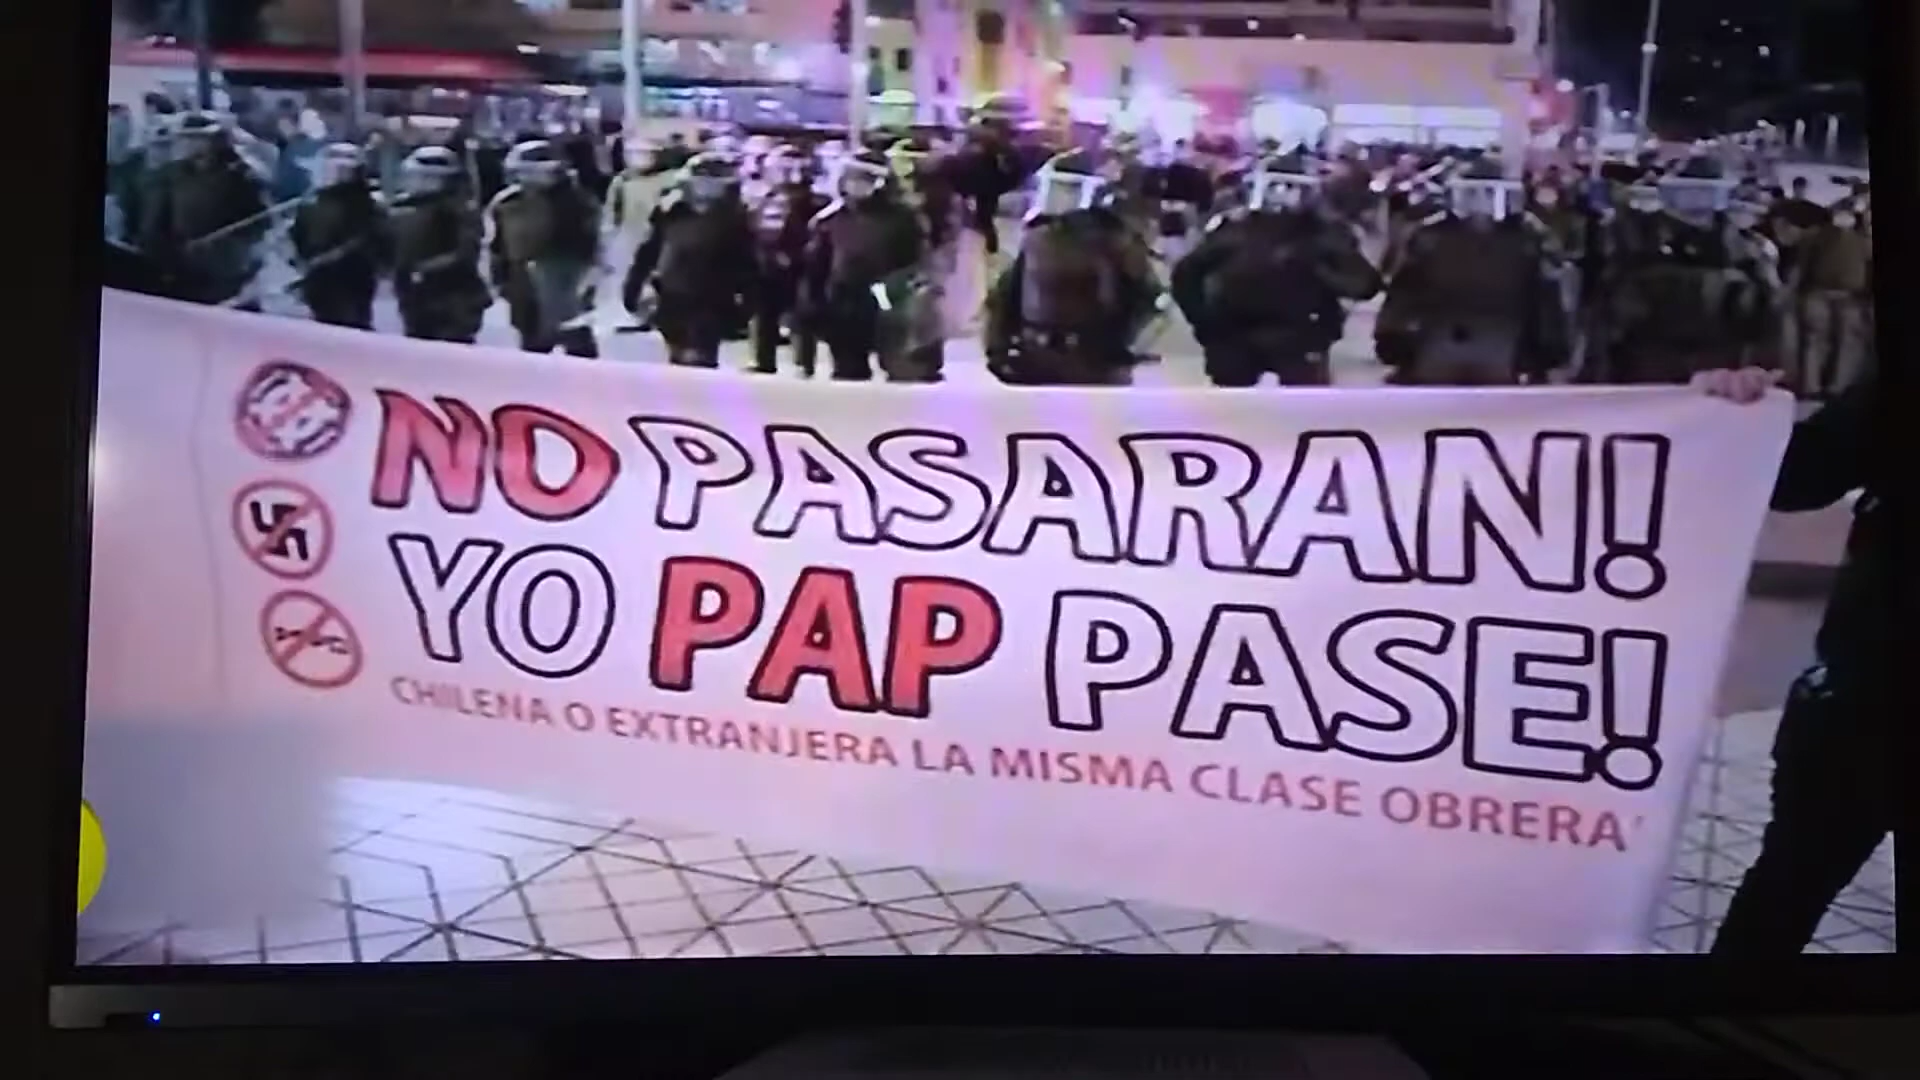 NO PASARAN!
YO PAP PASE!
CHILENA O EXTRANJERA LA MISMA CLASE OBRERA